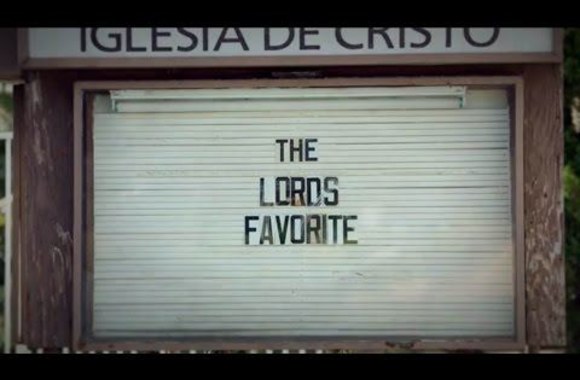 IGLESIA DE CRISTO
THE
LORDS
FAVORITE